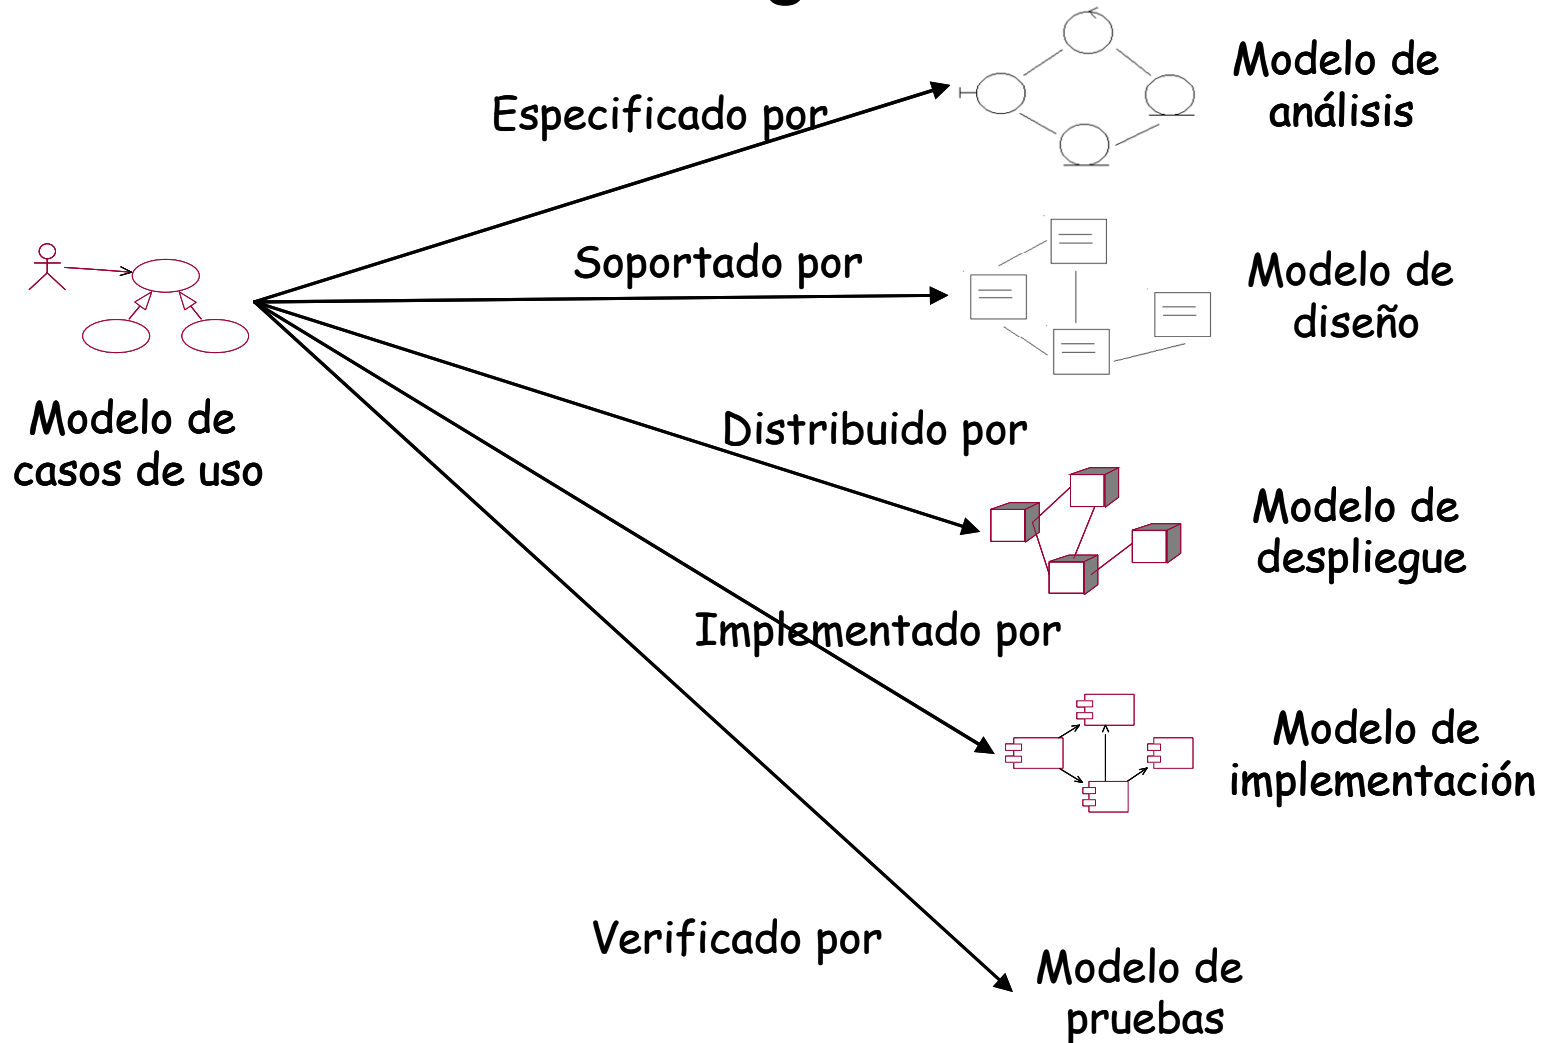 Especificado por
Modelo de
análisis
Soportado por
Modelo de
diseño
Modelo de
casos de uso
Distribuido por
Modelo de
despliegue
Implementado por
Modelo de
implementación
Verificado por
Modelo de
pruebas